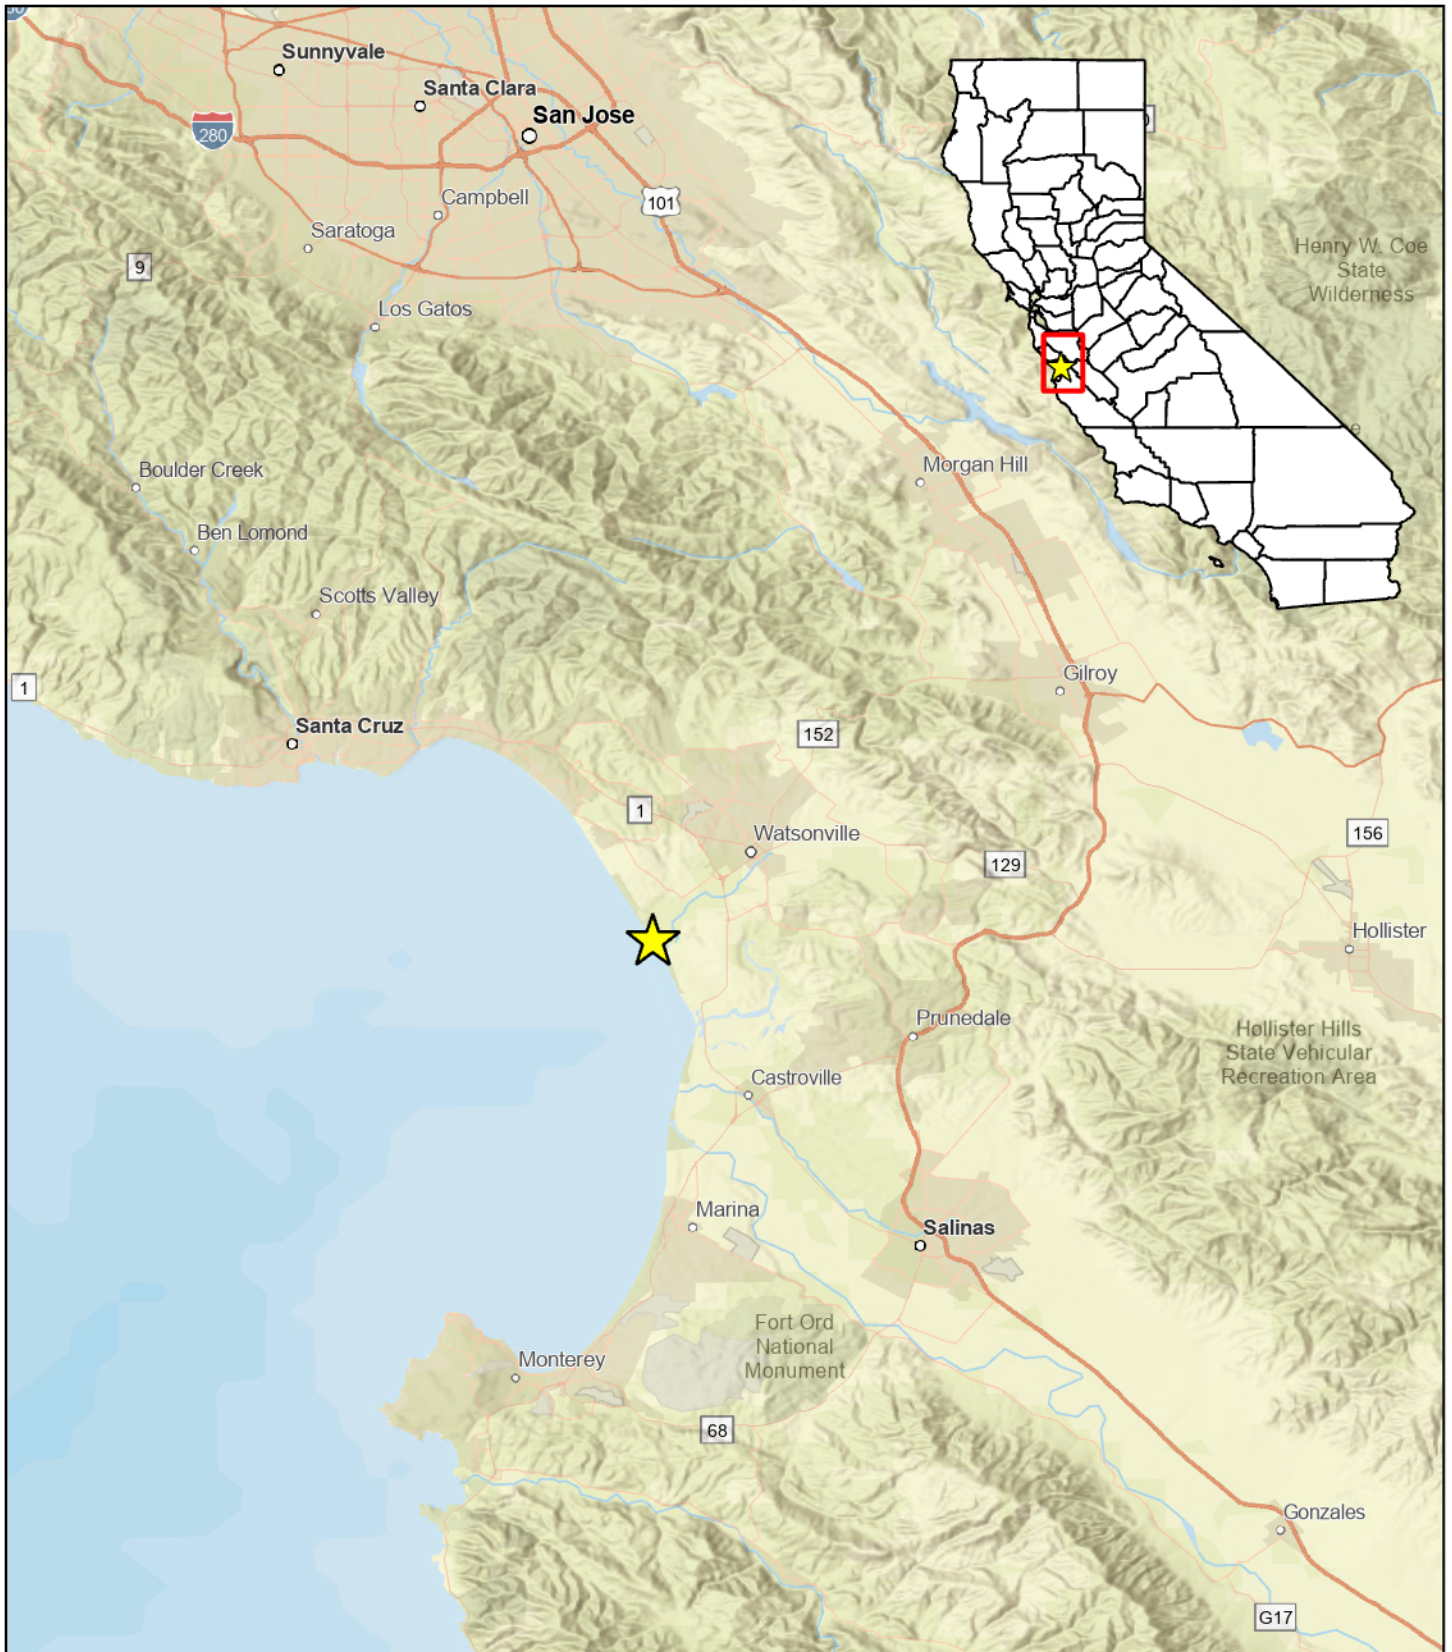 Sunnyvale
Santa Clara
San Jose
280
Campbell
101
Saratoga
9
Henry W. Coe
State
Wilderness
Los Gatos
Morgan Hill
Boulder Creek
Ben Lomond
Scotts Valley
Gilroy
1
Santa Cruz
152
1
Watsonville
156
129
Hollister
Prunedale
Hollister Hills
State Vehicular
Recreation Area
Castroville
Marina
Salinas
Fort Ord
National
Monument
Monterey
68
Gonzales
G17